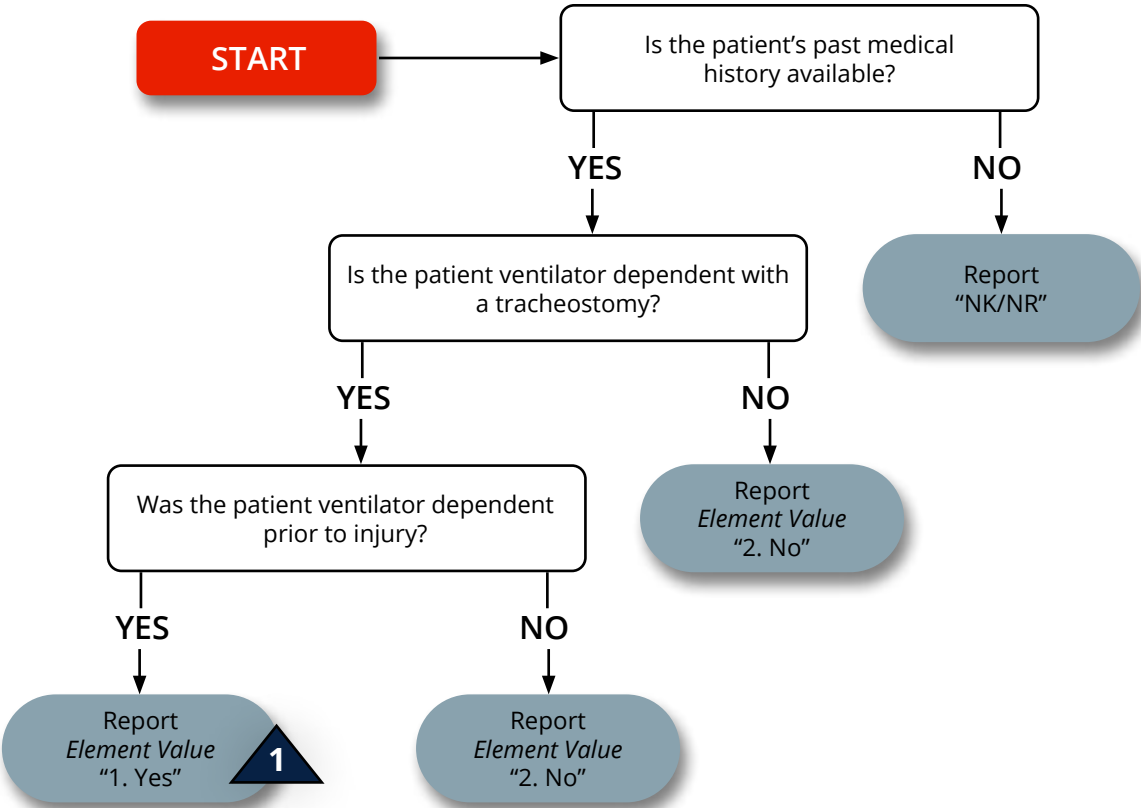 START
Is the patient’s past medical
history available?
YES
NO
Is the patient ventilator dependent with
a tracheostomy?
Report
“NK/NR”
YES
NO
Was the patient ventilator dependent
prior to injury?
Report
Element Value
“2. No”
YES
NO
Report
Element Value
“1. Yes”
1
Report
Element Value
“2. No”